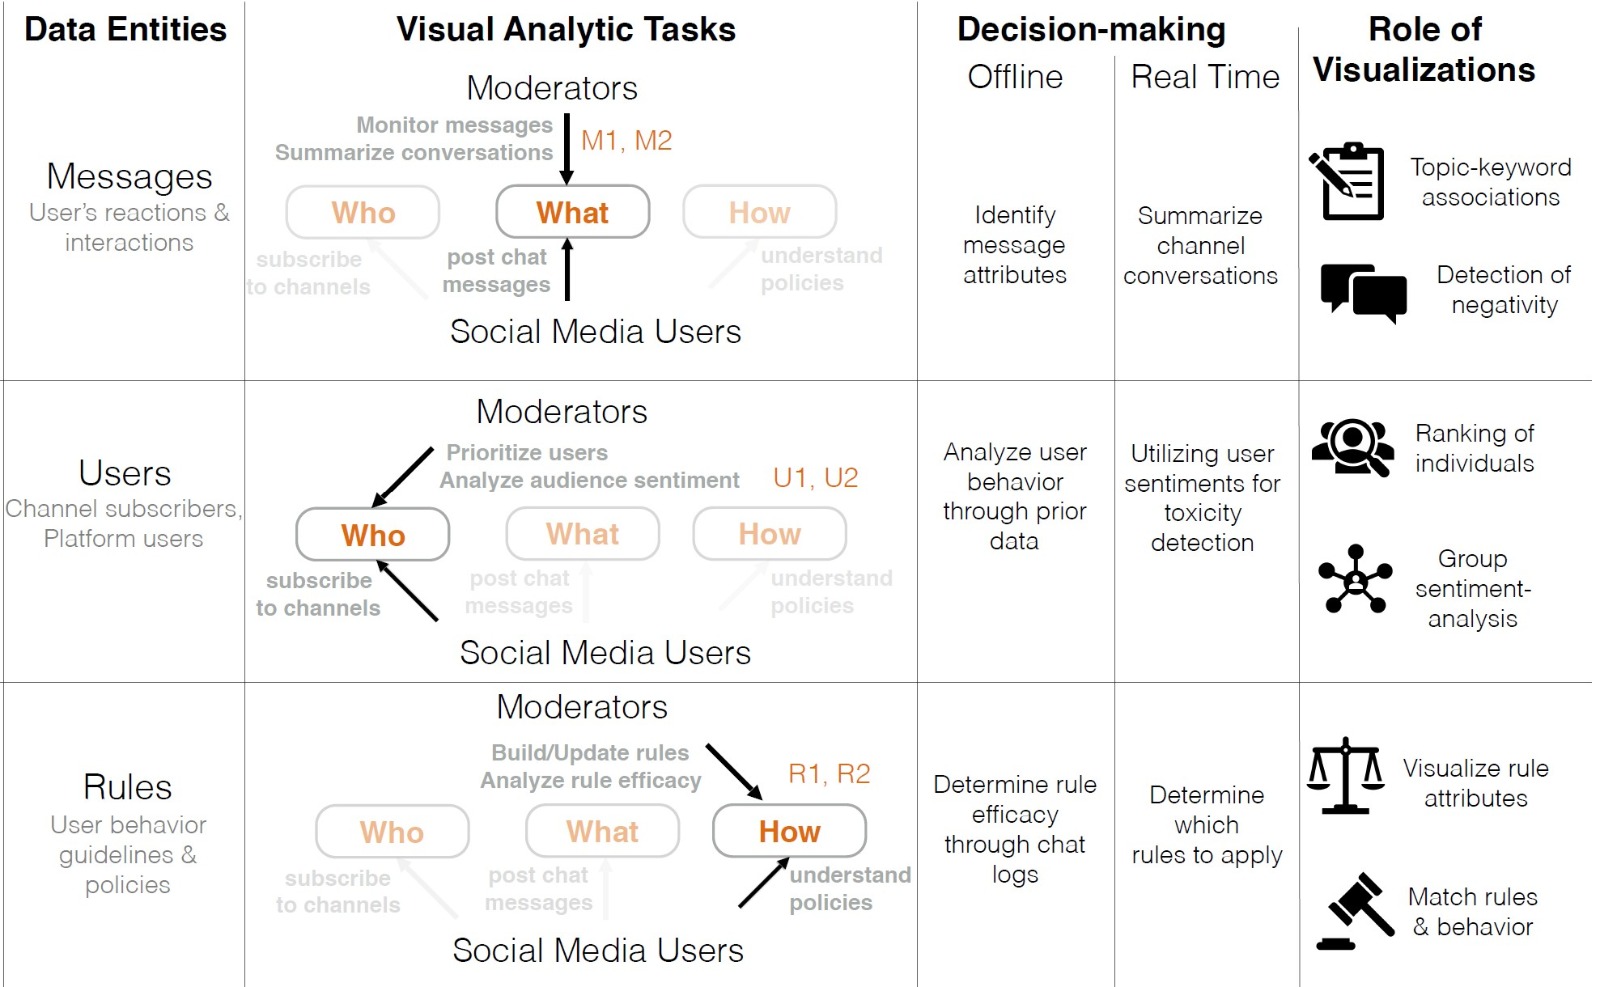 Data Entities
Visual Analytic Tasks
Decision-making
Offline
Real Time
Role of
Visualizations
Messages
User's reactions &
interactions
Moderators
Monitor messages
Summarize conversations
M1, M2
Who
What
How
subscribe
to channels
post chat
messages
understand
policies
Social Media Users
Identify
message
attributes
Summarize
channel
conversations
Topic-keyword
associations
Detection of
negativity
Users
Channel subscribers,
Platform users
Moderators
Prioritize users
Analyze audience sentiment
U1, U2
Who
What
How
subscribe
to channels
post chat
messages
understand
policies
Social Media Users
Analyze user
behavior
through prior
data
Utilizing user
sentiments for
toxicity
detection
Ranking of
individuals
Group
sentiment-
analysis
Rules
User behavior
guidelines &
policies
Moderators
Build/Update rules
Analyze rule efficacy
R1, R2
Who
What
How
subscribe
to channels
post chat
messages
understand
policies
Social Media Users
Determine rule
efficacy
through chat
logs
Determine
which
rules to apply
Visualize rule
attributes
Match rules
& behavior